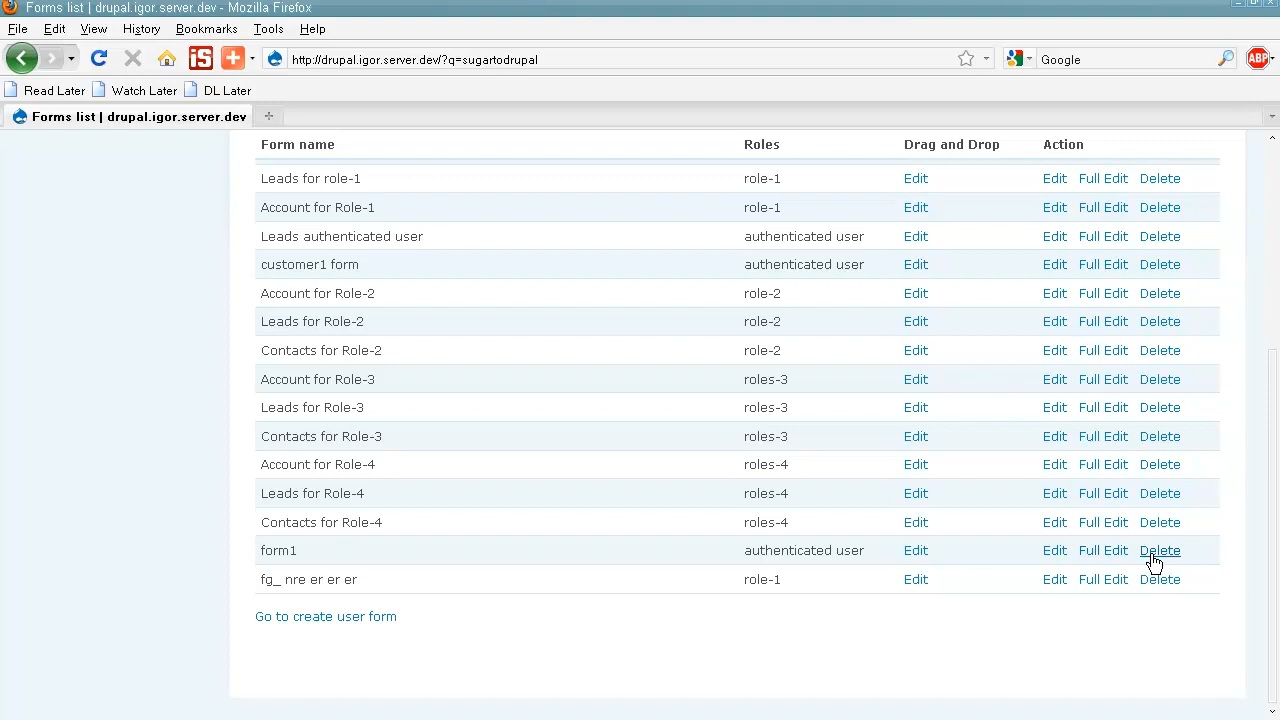 Forms list | drupal.igor.server.dev - Mozilla Firefox
File Edit View History Bookmarks Tools Help
iS http://drupal.igor.server.dev/?q=sugartodrupal Google ABP
Read Later Watch Later DL Later
Forms list | drupal.igor.server.dev
Form name Roles Drag and Drop Action
Leads for role-1 role-1 Edit Edit Full Edit Delete
Account for Role-1 role-1 Edit Edit Full Edit Delete
Leads authenticated user authenticated user Edit Edit Full Edit Delete
customer1 form authenticated user Edit Edit Full Edit Delete
Account for Role-2 role-2 Edit Edit Full Edit Delete
Leads for Role-2 role-2 Edit Edit Full Edit Delete
Contacts for Role-2 role-2 Edit Edit Full Edit Delete
Account for Role-3 roles-3 Edit Edit Full Edit Delete
Leads for Role-3 roles-3 Edit Edit Full Edit Delete
Contacts for Role-3 roles-3 Edit Edit Full Edit Delete
Account for Role-4 roles-4 Edit Edit Full Edit Delete
Leads for Role-4 roles-4 Edit Edit Full Edit Delete
Contacts for Role-4 roles-4 Edit Edit Full Edit Delete
form1 authenticated user Edit Edit Full Edit Delete
fg_ nre er er er role-1 Edit Edit Full Edit Delete
Go to create user form